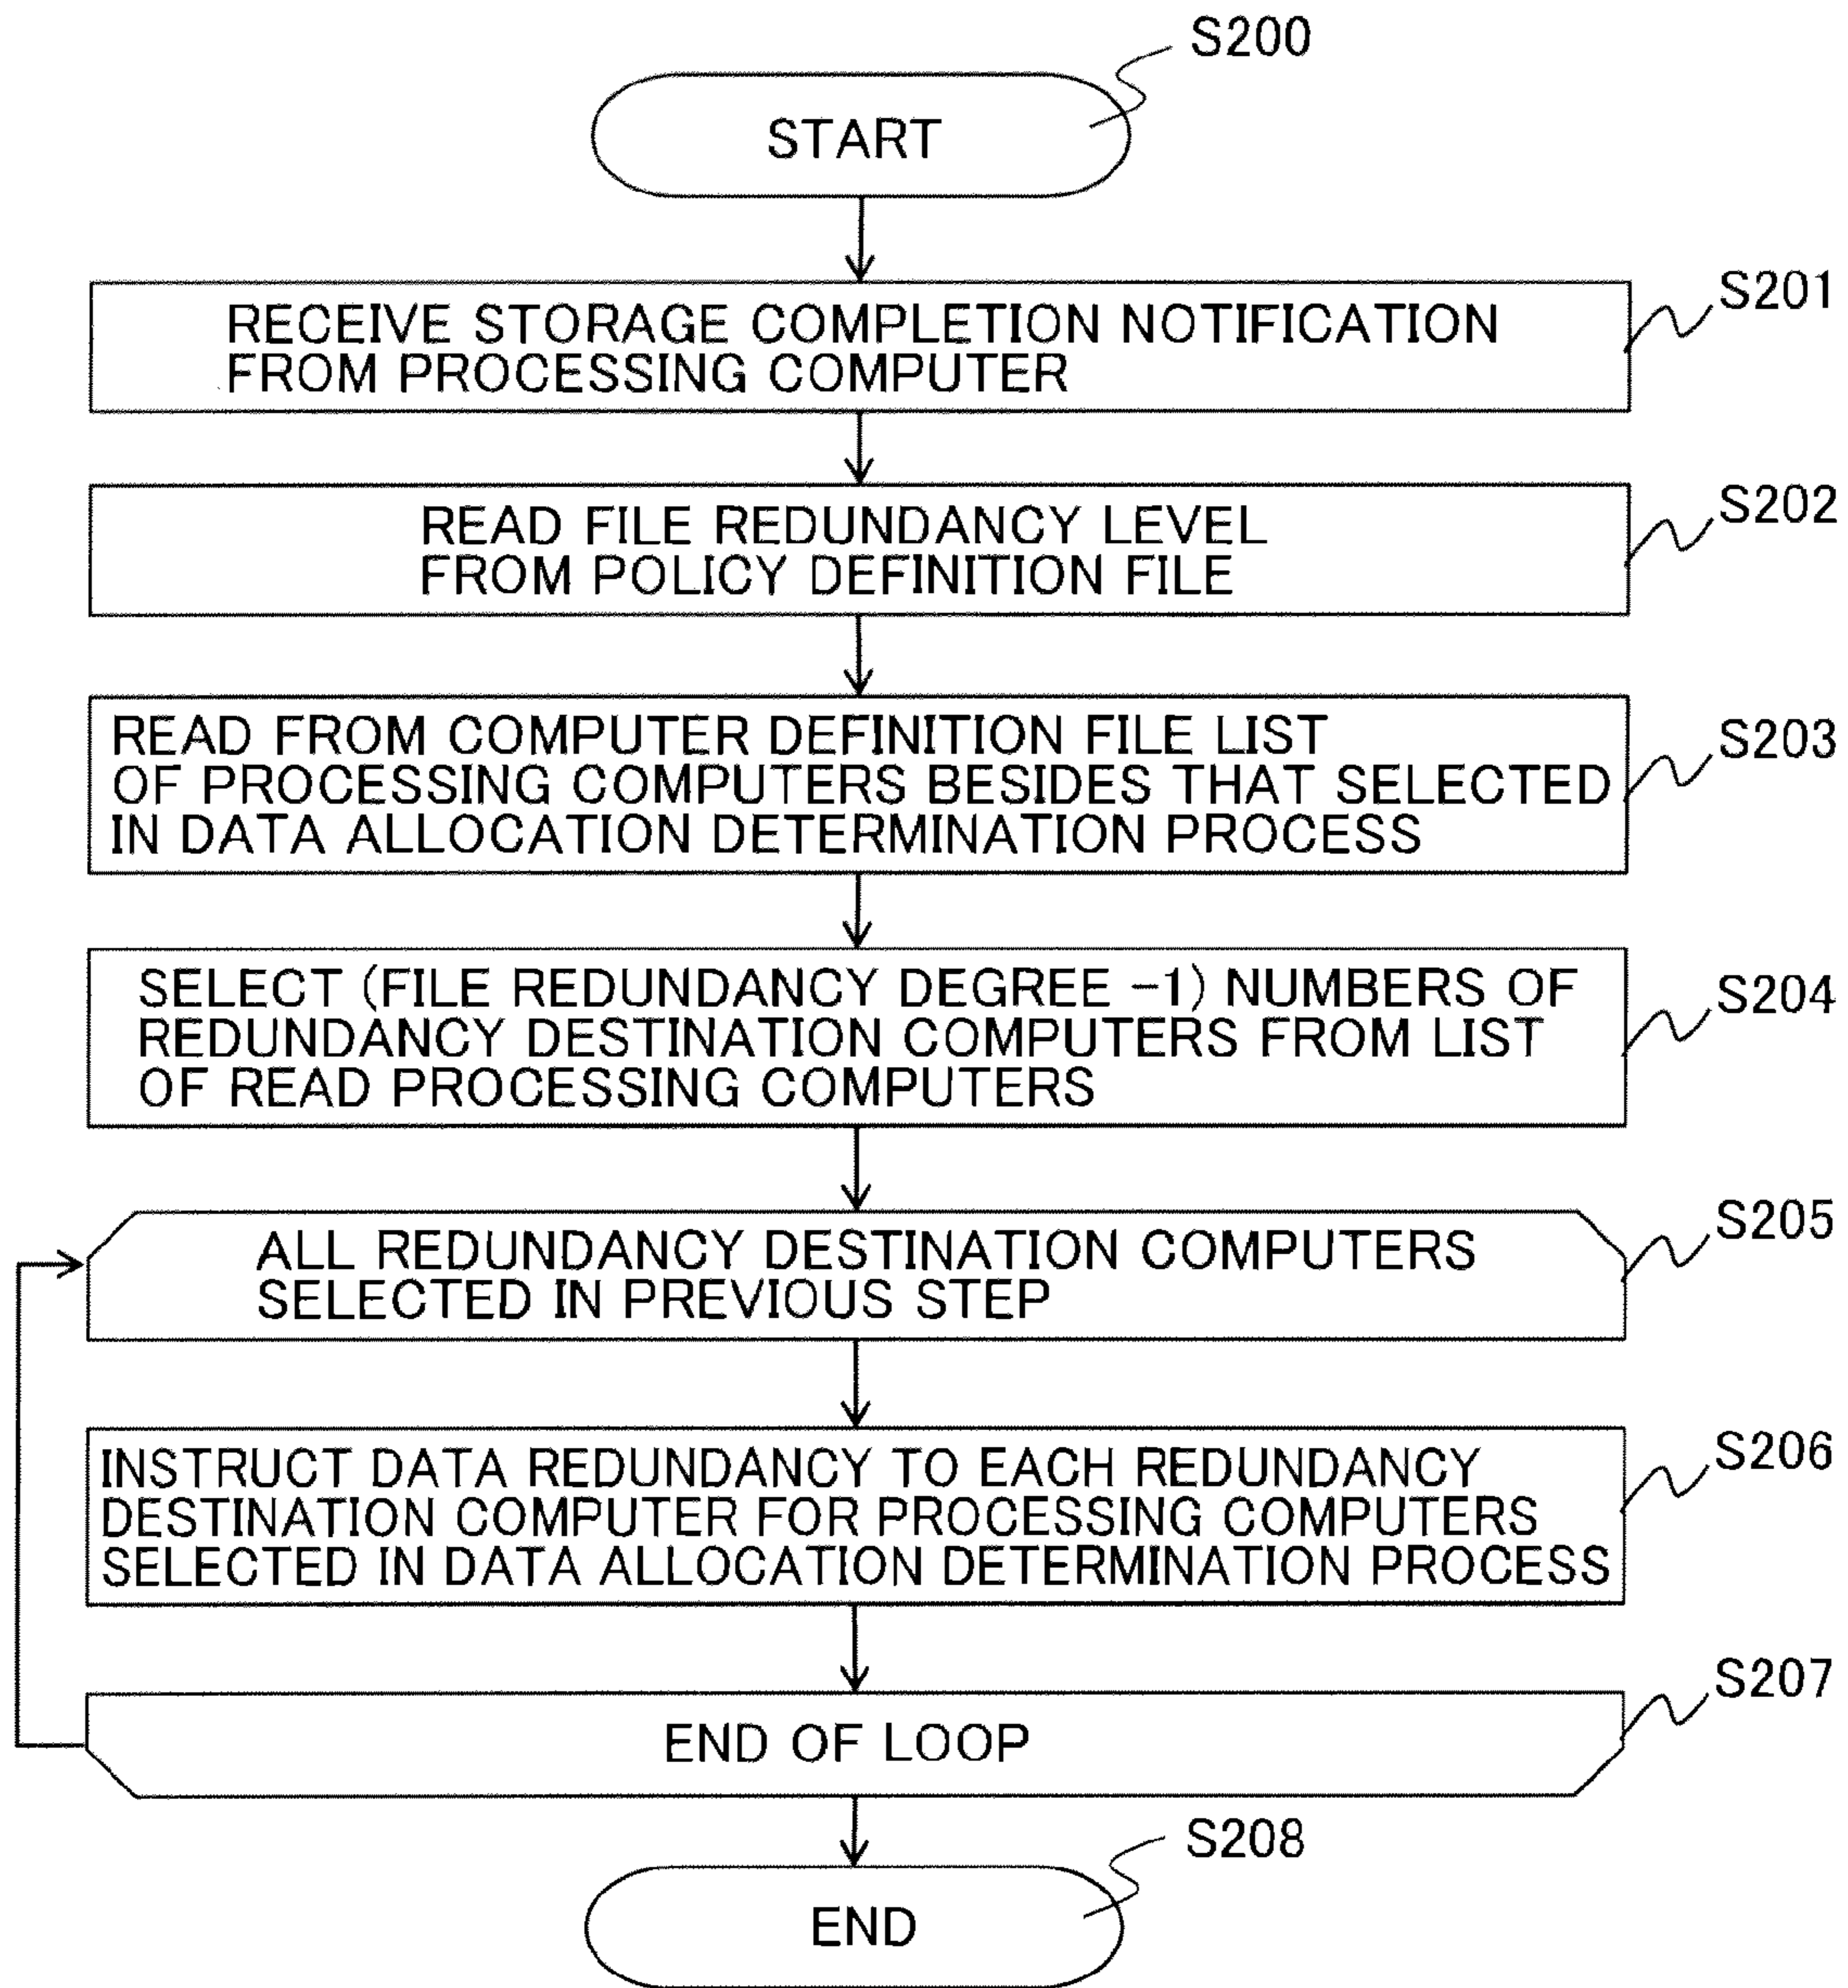 S200
START
S201
RECEIVE STORAGE COMPLETION NOTIFICATION
FROM PROCESSING COMPUTER
S202
READ FILE REDUNDANCY LEVEL
FROM POLICY DEFINITION FILE
S203
READ FROM COMPUTER DEFINITION FILE LIST
OF PROCESSING COMPUTERS BESIDES THAT SELECTED
IN DATA ALLOCATION DETERMINATION PROCESS
S204
SELECT (FILE REDUNDANCY DEGREE -1) NUMBERS OF
REDUNDANCY DESTINATION COMPUTERS FROM LIST
OF READ PROCESSING COMPUTERS
S205
ALL REDUNDANCY DESTINATION COMPUTERS
SELECTED IN PREVIOUS STEP
S206
INSTRUCT DATA REDUNDANCY TO EACH REDUNDANCY
DESTINATION COMPUTER FOR PROCESSING COMPUTERS
SELECTED IN DATA ALLOCATION DETERMINATION PROCESS
S207
END OF LOOP
S208
END